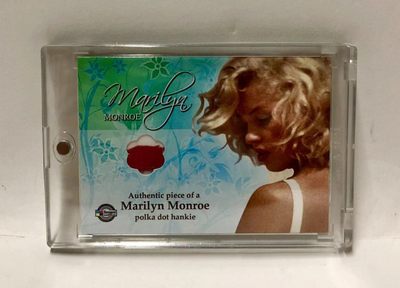 Marilyn
MONROE
Authentic piece of a
Marilyn Monroe
polka dot hankie